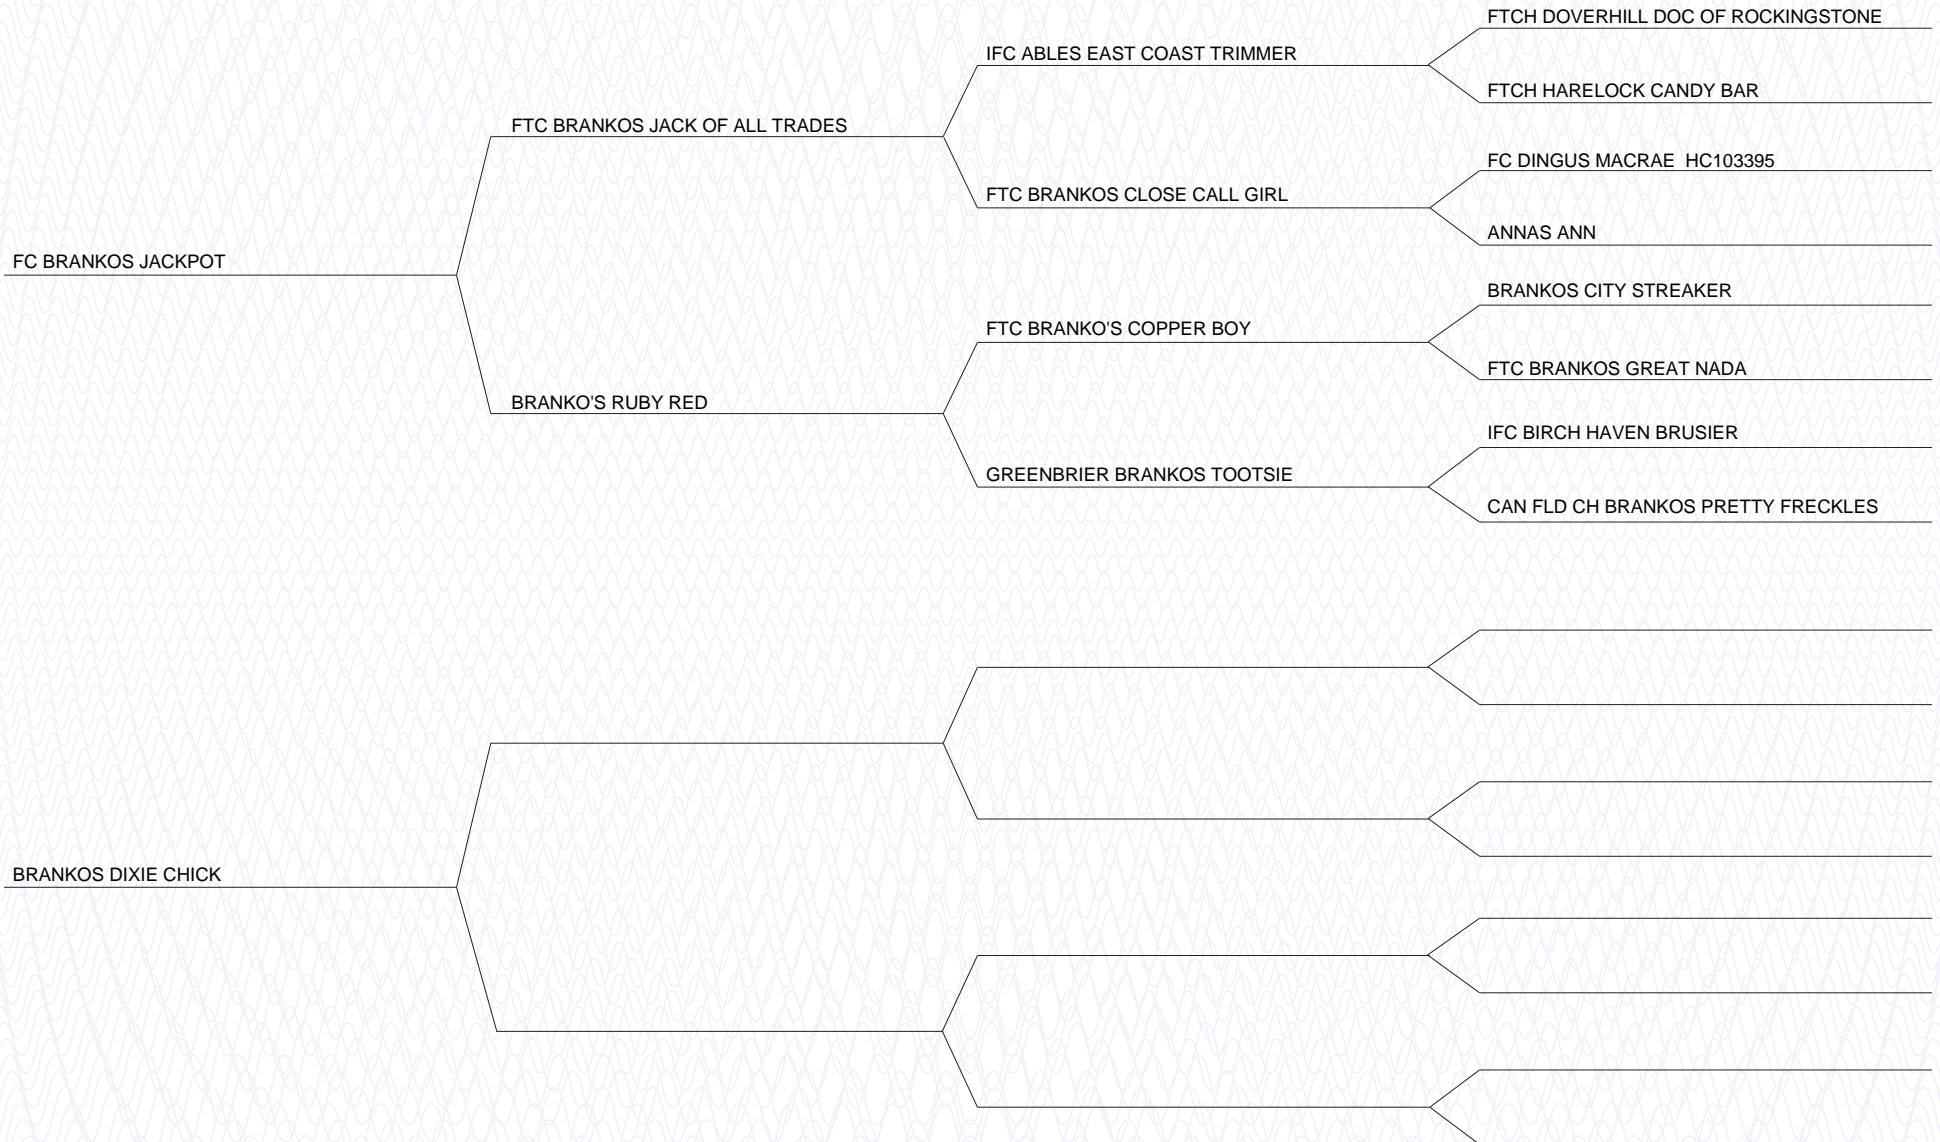 FTCH DOVERHILL DOC OF ROCKINGSTONE
IFC ABLES EAST COAST TRIMMER
FTCH HARELOCK CANDY BAR
FTC BRANKOS JACK OF ALL TRADES
FC DINGUS MACRAE  HC103395
FTC BRANKOS CLOSE CALL GIRL
ANNAS ANN
FC BRANKOS JACKPOT
BRANKOS CITY STREAKER
FTC BRANKO'S COPPER BOY
FTC BRANKOS GREAT NADA
BRANKO'S RUBY RED
IFC BIRCH HAVEN BRUSIER
GREENBRIER BRANKOS TOOTSIE
CAN FLD CH BRANKOS PRETTY FRECKLES
BRANKOS DIXIE CHICK